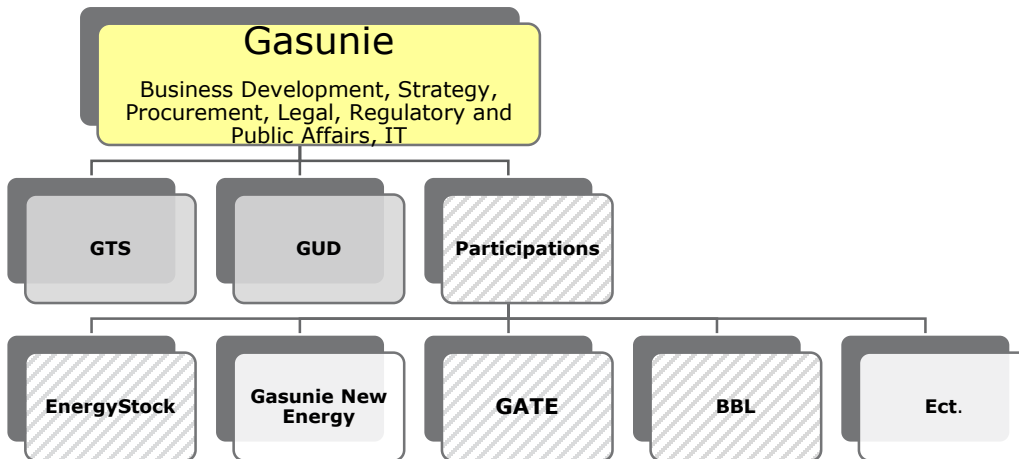 Gasunie
Business Development, Strategy,
Procurement, Legal, Regulatory and
Public Affairs, IT
GTS
GUD
Participations
EnergyStock
Gasunie New
Energy
GATE
BBL
Ect.